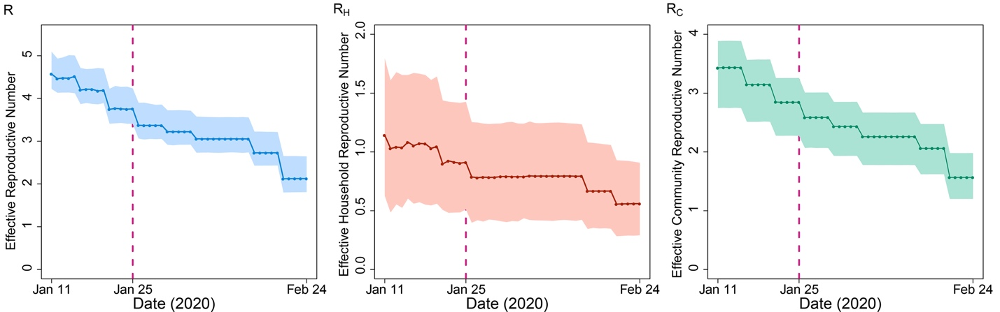 R
Effective Reproductive Number
5
4
3
2
1
0
Jan 11
Jan 25
Feb 24
Date (2020)
RH
Effective Household Reproductive Number
2.0
1.5
1.0
0.5
0.0
Jan 11
Jan 25
Feb 24
Date (2020)
RC
Effective Community Reproductive Number
4
3
2
1
0
Jan 11
Jan 25
Feb 24
Date (2020)